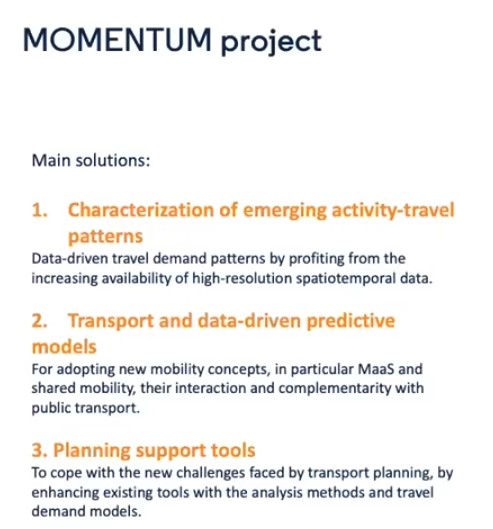 MOMENTUM project
Main solutions:
1. Characterization of emerging activity-travel
patterns
Data-driven travel demand patterns by profiting from the
increasing availability of high-resolution spatiotemporal data.
2. Transport and data-driven predictive
models
For adopting new mobility concepts, in particular MaaS and
shared mobility, their interaction and complementarity with
public transport.
3. Planning support tools
To cope with the new challenges faced by transport planning, by
enhancing existing tools with the analysis methods and travel
demand models.